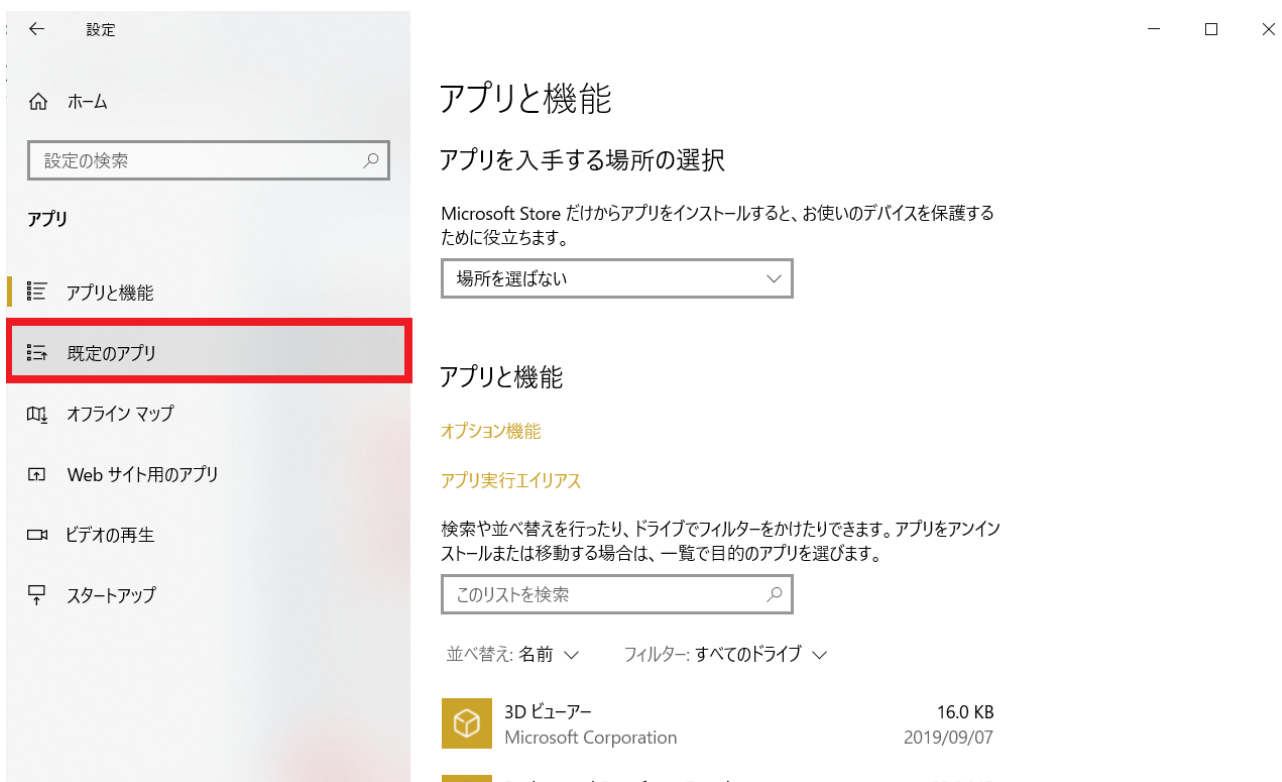 設定
ホーム
設定の検索
アプリ
アプリと機能
既定のアプリ
オフライン マップ
Web サイト用のアプリ
ビデオの再生
スタートアップ
アプリと機能
アプリを入手する場所の選択
Microsoft Store だけからアプリをインストールすると、お使いのデバイスを保護する
ために役立ちます。
場所を選ばない
アプリと機能
オプション機能
アプリ実行エイリアス
検索や並べ替えを行ったり、ドライブでフィルターをかけたりできます。アプリをアンイン
ストールまたは移動する場合は、一覧で目的のアプリを選びます。
このリストを検索
並べ替え: 名前 フィルター: すべてのドライブ
3D ビューアー 16.0 KB
Microsoft Corporation 2019/09/07